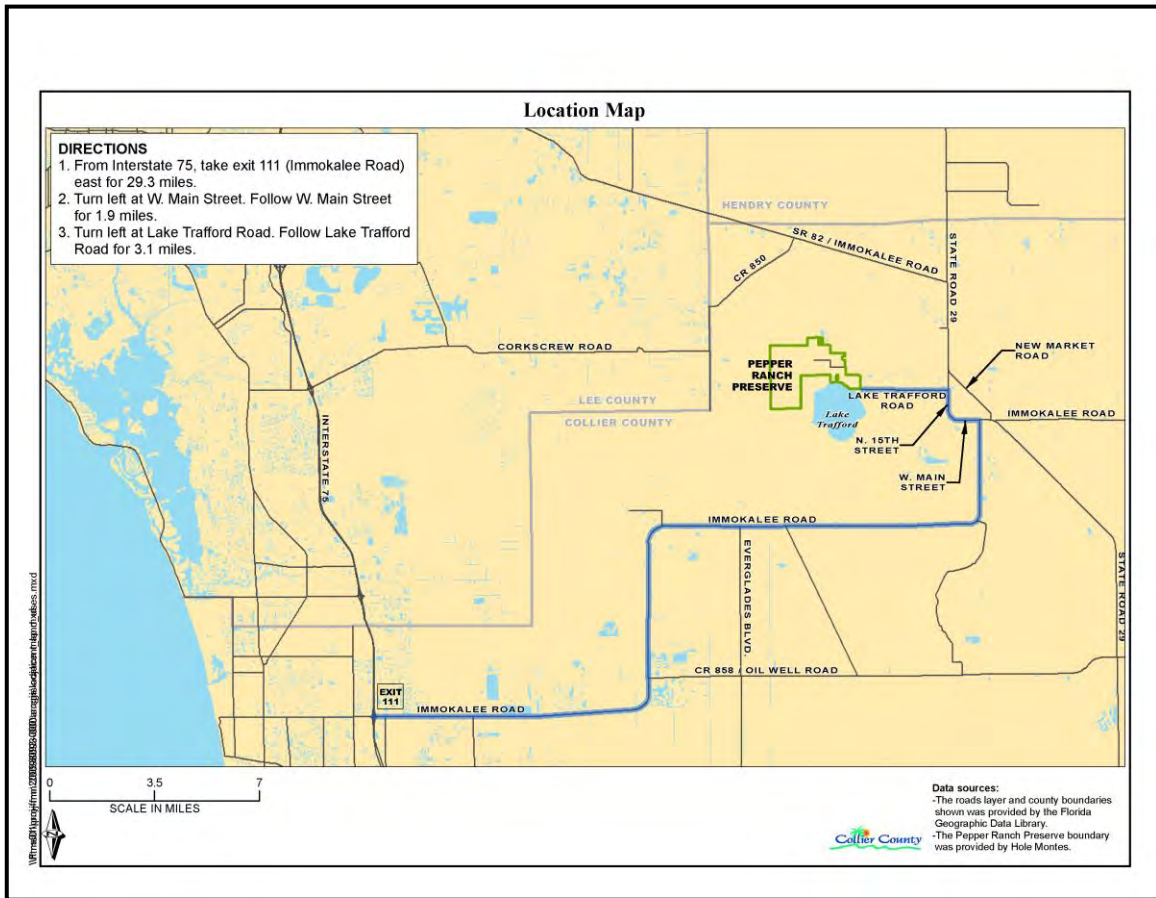 Location Map
DIRECTIONS
1. From Interstate 75, take exit 111 (Immokalee Road)
east for 29.3 miles.
2. Turn left at W. Main Street. Follow W. Main Street
for 1.9 miles.
3. Turn left at Lake Trafford Road. Follow Lake Trafford
Road for 3.1 miles.
HENDRY COUNTY
SR 82 / IMMOKALEE ROAD
STATE ROAD 29
CR 850
CORKSCREW ROAD
NEW MARKET
ROAD
PEPPER
RANCH
PRESERVE
LAKE TRAFFORD
ROAD
LEE COUNTY
COLLIER COUNTY
Lake
Trafford
IMMOKALEE ROAD
N. 15TH
STREET
W. MAIN
STREET
INTERSTATE 75
IMMOKALEE ROAD
EVERGLADES BLVD.
STATE ROAD 29
CR 858 / OIL WELL ROAD
EXIT
111
IMMOKALEE ROAD
0 3.5 7
SCALE IN MILES
Collier County
Data sources:
-The roads layer and county boundaries
shown was provided by the Florida
Geographic Data Library.
-The Pepper Ranch Preserve boundary
was provided by Hole Montes.